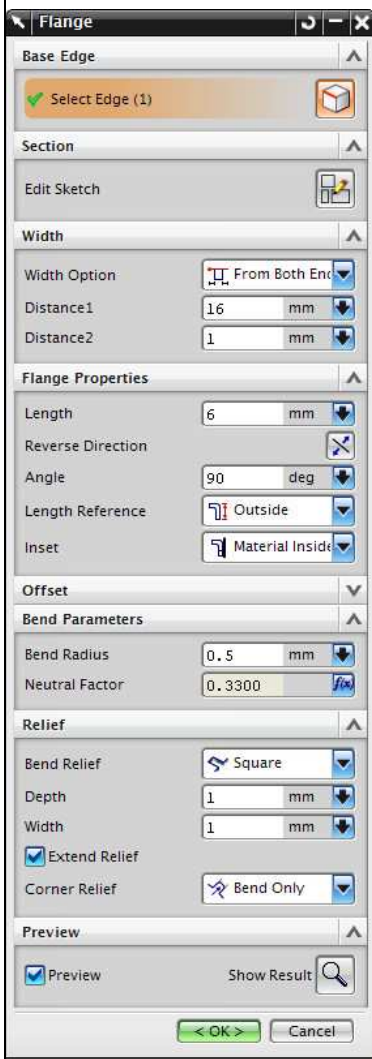 Flange
Base Edge
Select Edge (1)
Section
Edit Sketch
Width
Width Option From Both End
Distance1 16 mm
Distance2 1 mm
Flange Properties
Length 6 mm
Reverse Direction
Angle 90 deg
Length Reference Outside
Inset Material Inside
Offset
Bend Parameters
Bend Radius 0.5 mm
Neutral Factor 0.3300 f(x)
Relief
Bend Relief Square
Depth 1 mm
Width 1 mm
Extend Relief
Corner Relief Bend Only
Preview
Preview Show Result
< OK > Cancel